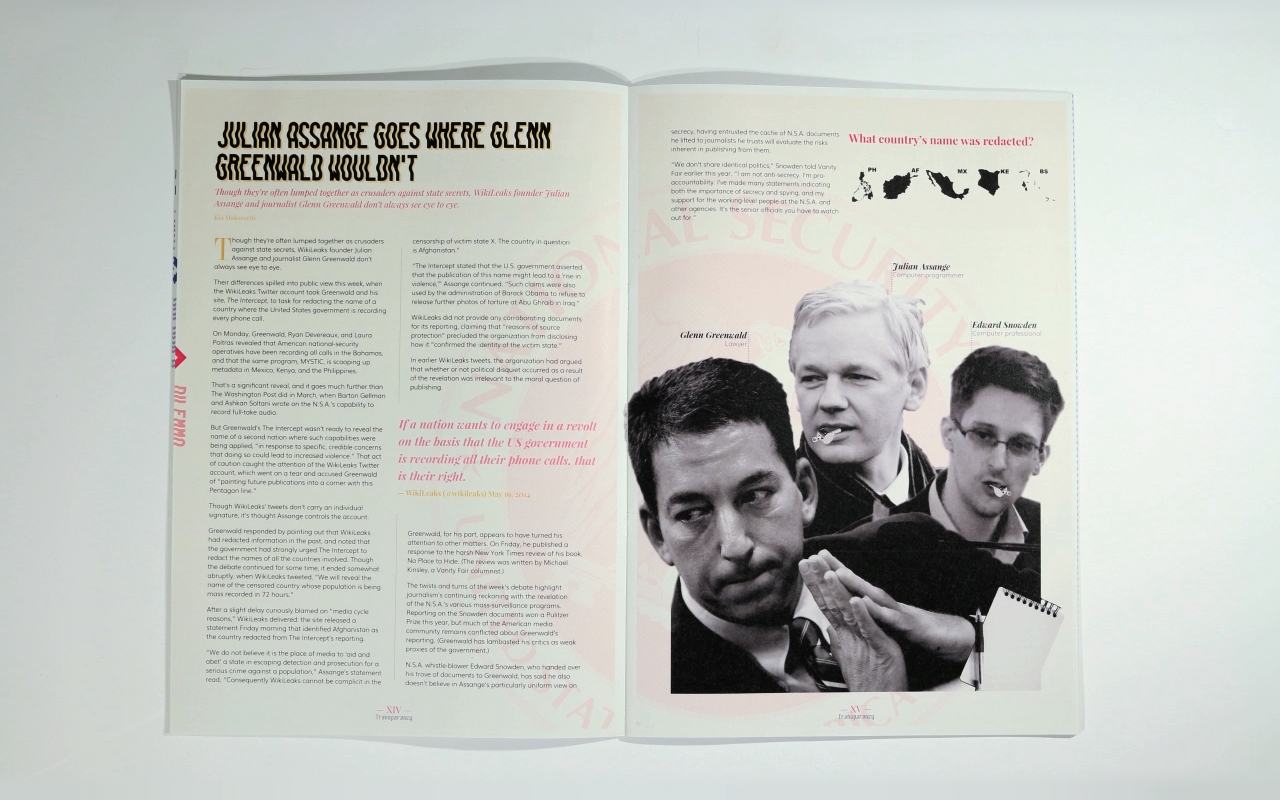 JULIAN ASSANGE GOES WHERE GLENN
GREENWALD WOULDN'T
Though they're often lumped together as crusaders against state secrets, WikiLeaks founder Julian
Assange and journalist Glenn Greenwald don't always see eye to eye.
Though they're often lumped together as crusaders
against state secrets, WikiLeaks founder Julian
Assange and journalist Glenn Greenwald don't
always see eye to eye.
Their differences spilled into public view this week, when
the WikiLeaks Twitter account took Greenwald and his
site, The Intercept, to task for redacting the name of a
country where the United States government is recording
every phone call.
On Monday, Greenwald, Ryan Devereaux, and Laura
Poitras revealed that American national-security
operatives have been recording all calls in the Bahamas,
and that the same program, MYSTIC, is scooping up
metadata in Mexico, Kenya, and the Philippines.
That's a significant reveal, and it goes much further than
The Washington Post did in March, when Barton Gellman
and Ashkan Soltani wrote on the N.S.A.'s capability to
record full-take audio.
But Greenwald's The Intercept wasn't ready to reveal the
name of a second nation where such capabilities were
being applied, "in response to specific, credible concerns
that doing so could lead to increased violence." That act
of caution caught the attention of the WikiLeaks Twitter
account, which went on a tear and accused Greenwald
of "painting future publications into a corner with this
Pentagon line."
Though WikiLeaks' tweets don't carry an individual
signature, it's thought Assange controls the account.
Greenwald responded by pointing out that WikiLeaks
had redacted information in the past, and noted that
the government had strongly urged The Intercept to
redact the names of all the countries involved. Though
the debate continued for some time, it ended somewhat
abruptly, when WikiLeaks tweeted, "We will reveal the
name of the censored country whose population is being
mass recorded in 72 hours."
After a slight delay curiously blamed on "media cycle
reasons," WikiLeaks delivered: the site released a
statement Friday morning that identified Afghanistan as
the country redacted from The Intercept's reporting.
"We do not believe it is the place of media to 'aid and
abet' a state in escaping detection and prosecution for a
serious crime against a population," Assange's statement
read. "Consequently WikiLeaks cannot be complicit in the
censorship of victim state X. The country in question
is Afghanistan."
"The Intercept stated that the U.S. government asserted
that the publication of this name might lead to a 'rise in
violence,'" Assange continued. "Such claims were also
used by the administration of Barack Obama to refuse to
release further photos of torture at Abu Ghraib in Iraq."
WikiLeaks did not provide any corroborating documents
for its reporting, claiming that "reasons of source
protection" precluded the organization from disclosing
how it "confirmed the identity of the victim state."
In earlier WikiLeaks tweets, the organization had argued
that whether or not political disquiet occurred as a result
of the revelation was irrelevant to the moral question of
publishing.
If a nation wants to engage in a revolt
on the basis that the US government
is recording all their phone calls, that
is their right.
— WikiLeaks (@wikileaks) May 19, 2014
Greenwald, for his part, appears to have turned his
attention to other matters. On Friday, he published a
response to the harsh New York Times review of his book,
No Place to Hide. (The review was written by Michael
Kinsley, a Vanity Fair columnist.)
The twists and turns of the week's debate highlight
journalism's continuing reckoning with the revelation
of the N.S.A.'s various mass-surveillance programs.
Reporting on the Snowden documents won a Pulitzer
Prize this year, but much of the American media
community remains conflicted about Greenwald's
reporting. (Greenwald has lambasted his critics as weak
proxies of the government.)
N.S.A. whistle-blower Edward Snowden, who handed over
his trove of documents to Greenwald, has said he also
doesn't believe in Assange's particularly uniform view on
— XIV —
Transparency
secrecy, having entrusted the cache of N.S.A. documents
he lifted to journalists he trusts will evaluate the risks
inherent in publishing from them.
"We don't share identical politics," Snowden told Vanity
Fair earlier this year. "I am not anti-secrecy. I'm pro-
accountability. I've made many statements indicating
both the importance of secrecy and spying, and my
support for the working-level people at the N.S.A. and
other agencies. It's the senior officials you have to watch
out for."
What country's name was redacted?
PH AF MX KE BS
NATIONAL SECURITY
Julian Assange
Computer programmer
Glenn Greenwald
Lawyer
Edward Snowden
Computer professional
— XV —
Transparency